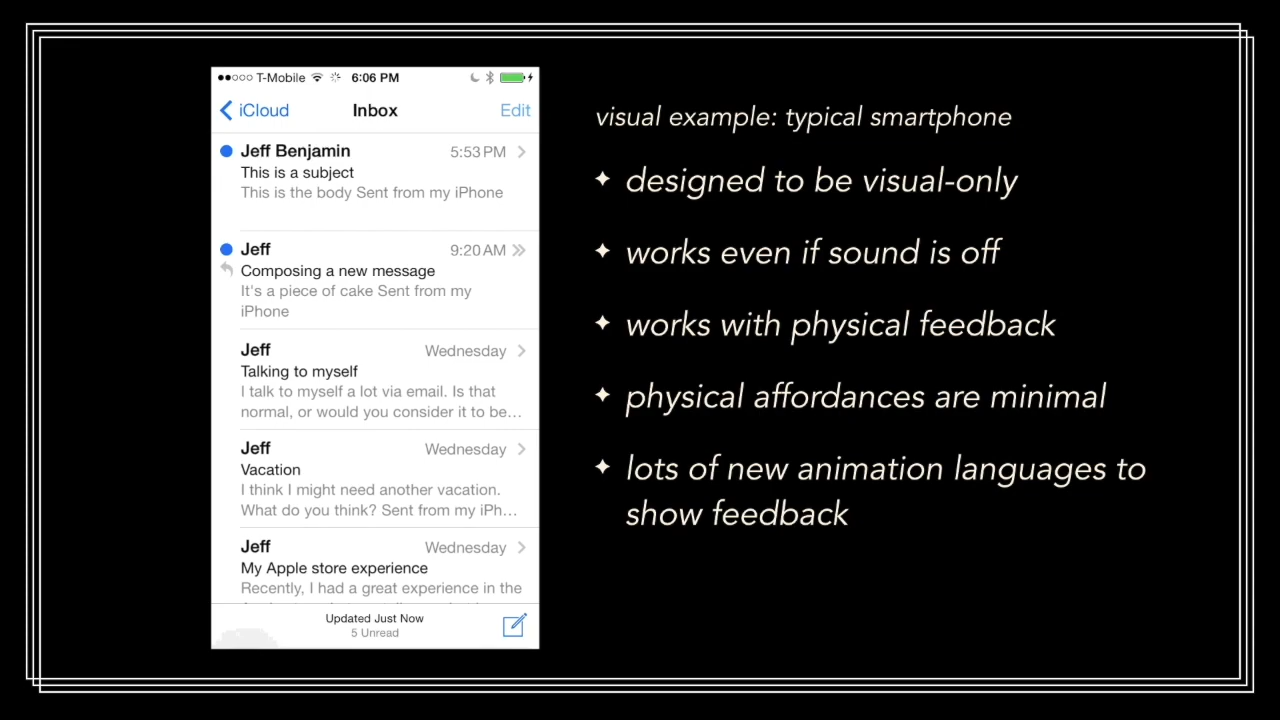 T-Mobile 6:06 PM
iCloud Inbox Edit
Jeff Benjamin 5:53 PM
This is a subject
This is the body Sent from my iPhone
Jeff 9:20 AM
Composing a new message
It's a piece of cake Sent from my
iPhone
Jeff Wednesday
Talking to myself
I talk to myself a lot via email. Is that
normal, or would you consider it to be…
Jeff Wednesday
Vacation
I think I might need another vacation.
What do you think? Sent from my iPh…
Jeff Wednesday
My Apple store experience
Recently, I had a great experience in the
Updated Just Now
5 Unread
visual example: typical smartphone
designed to be visual-only
works even if sound is off
works with physical feedback
physical affordances are minimal
lots of new animation languages to
show feedback